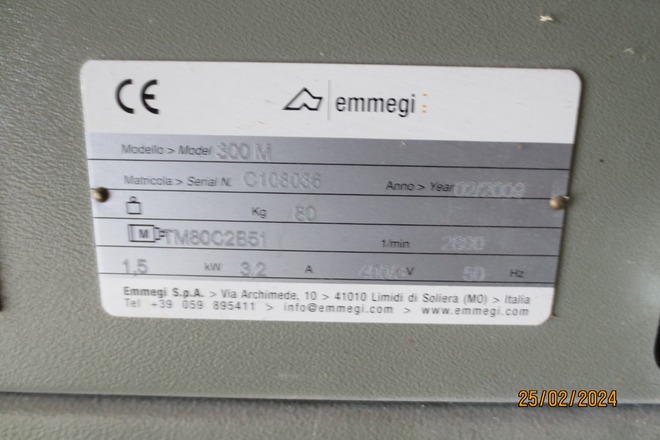 CE emmegi
Modello > Model 300 M
Matricola > Serial N. C108086 Anno > Year 02/2009
Kg 80
M TM80C2B51 1/min 2800
1,5 kW 3,2 A 400 V 50 Hz
Emmegi S.p.A. > Via Archimede, 10 > 41010 Limidi di Soliera (MO) > Italia
Tel +39 059 895411 > info@emmegi.com > www.emmegi.com
25/02/2024